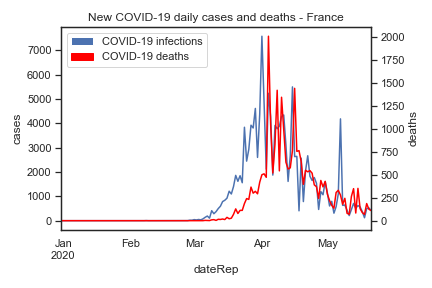 New COVID-19 daily cases and deaths - France
COVID-19 infections
COVID-19 deaths
7000
6000
5000
4000
3000
2000
1000
0
cases
2000
1750
1500
1250
1000
750
500
250
0
deaths
Jan Feb Mar Apr May
2020
dateRep